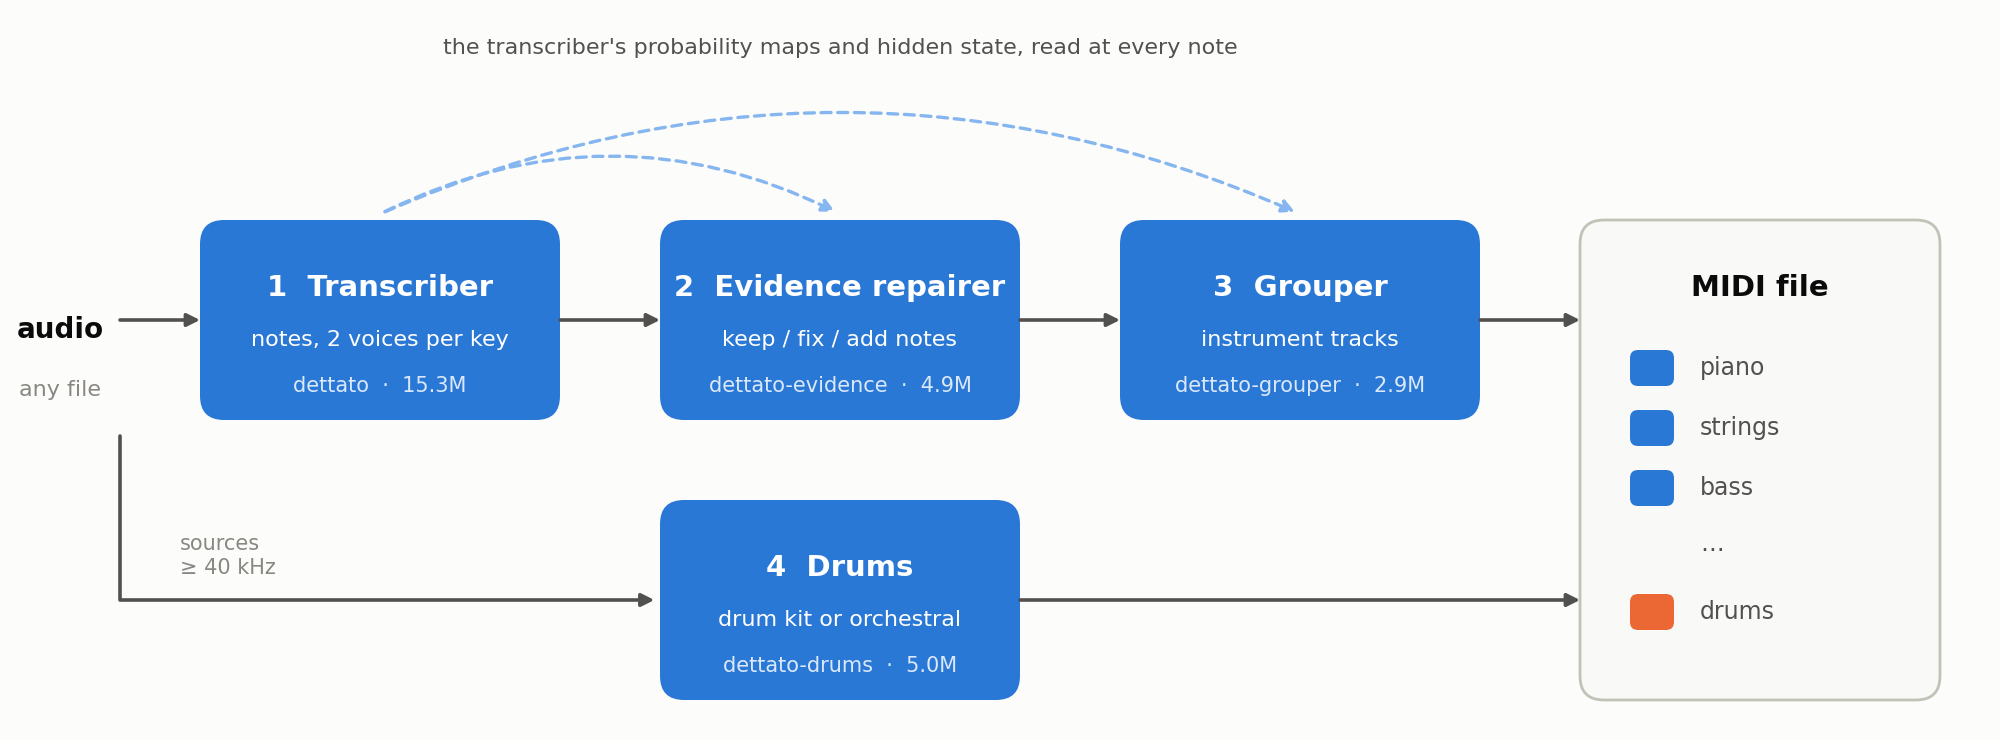 the transcriber's probability maps and hidden state, read at every note
audio
any file
1 Transcriber
notes, 2 voices per key
dettato · 15.3M
2 Evidence repairer
keep / fix / add notes
dettato-evidence · 4.9M
3 Grouper
instrument tracks
dettato-grouper · 2.9M
sources
≥ 40 kHz
4 Drums
drum kit or orchestral
dettato-drums · 5.0M
MIDI file
piano
strings
bass
...
drums